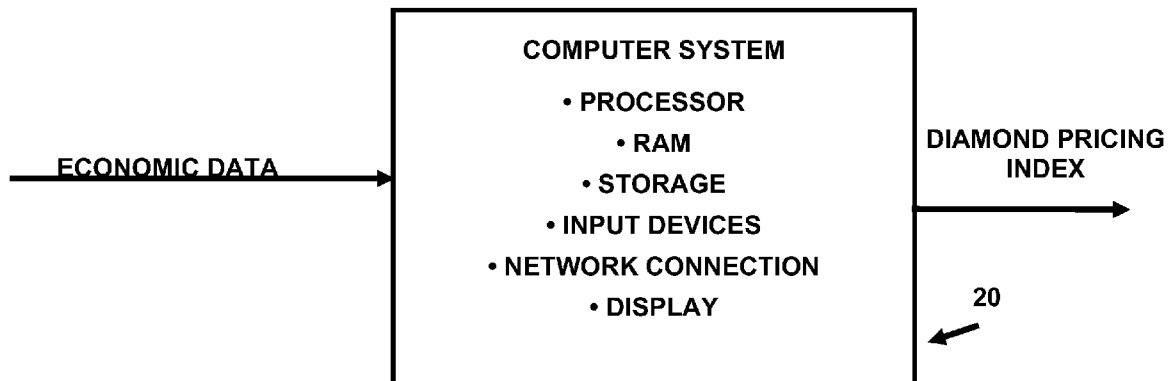 COMPUTER SYSTEM
• PROCESSOR
• RAM
• STORAGE
• INPUT DEVICES
• NETWORK CONNECTION
• DISPLAY
ECONOMIC DATA
DIAMOND PRICING
INDEX
20